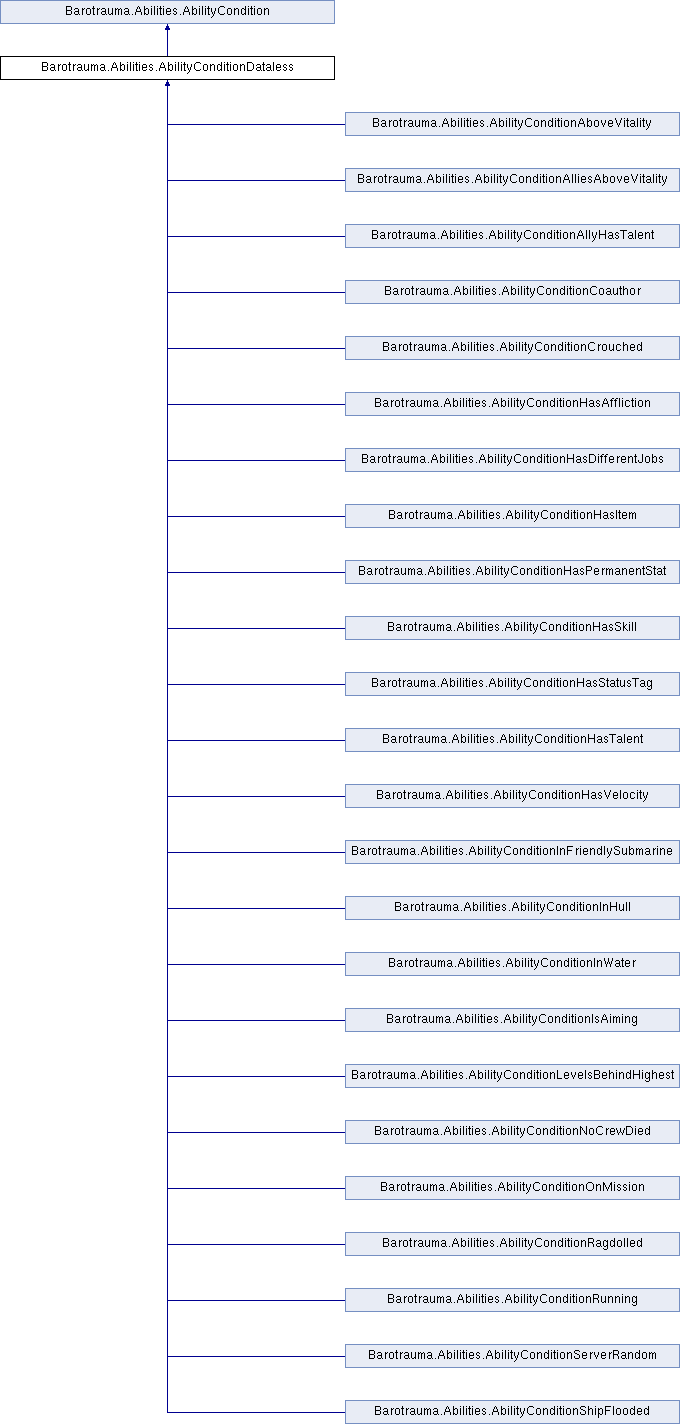 Barotrauma.Abilities.AbilityCondition
Barotrauma.Abilities.AbilityConditionDataless
Barotrauma.Abilities.AbilityConditionAboveVitality
Barotrauma.Abilities.AbilityConditionAlliesAboveVitality
Barotrauma.Abilities.AbilityConditionAllyHasTalent
Barotrauma.Abilities.AbilityConditionCoauthor
Barotrauma.Abilities.AbilityConditionCrouched
Barotrauma.Abilities.AbilityConditionHasAffliction
Barotrauma.Abilities.AbilityConditionHasDifferentJobs
Barotrauma.Abilities.AbilityConditionHasItem
Barotrauma.Abilities.AbilityConditionHasPermanentStat
Barotrauma.Abilities.AbilityConditionHasSkill
Barotrauma.Abilities.AbilityConditionHasStatusTag
Barotrauma.Abilities.AbilityConditionHasTalent
Barotrauma.Abilities.AbilityConditionHasVelocity
Barotrauma.Abilities.AbilityConditionInFriendlySubmarine
Barotrauma.Abilities.AbilityConditionInHull
Barotrauma.Abilities.AbilityConditionInWater
Barotrauma.Abilities.AbilityConditionIsAiming
Barotrauma.Abilities.AbilityConditionLevelsBehindHighest
Barotrauma.Abilities.AbilityConditionNoCrewDied
Barotrauma.Abilities.AbilityConditionOnMission
Barotrauma.Abilities.AbilityConditionRagdolled
Barotrauma.Abilities.AbilityConditionRunning
Barotrauma.Abilities.AbilityConditionServerRandom
Barotrauma.Abilities.AbilityConditionShipFlooded